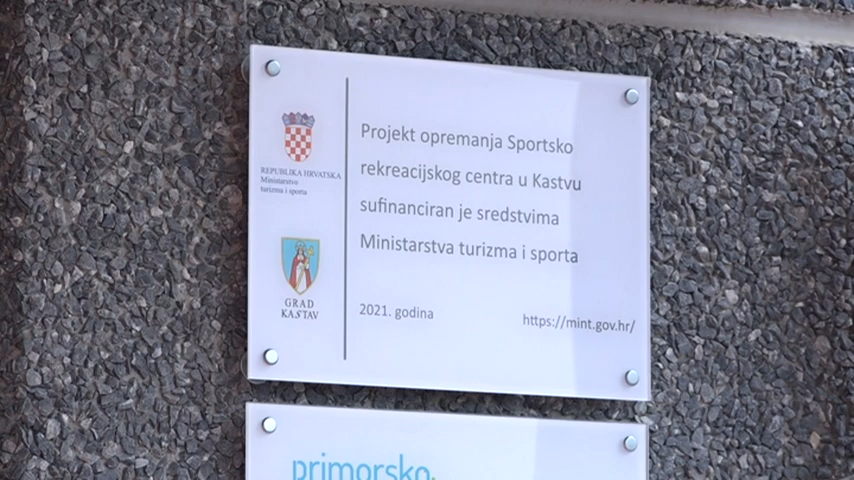 REPUBLIKA HRVATSKA
Ministarstvo
turizma i sporta
GRAD
KASTAV
Projekt opremanja Sportsko
rekreacijskog centra u Kastvu
sufinanciran je sredstvima
Ministarstva turizma i sporta
2021. godina
https://mint.gov.hr/
primorsko